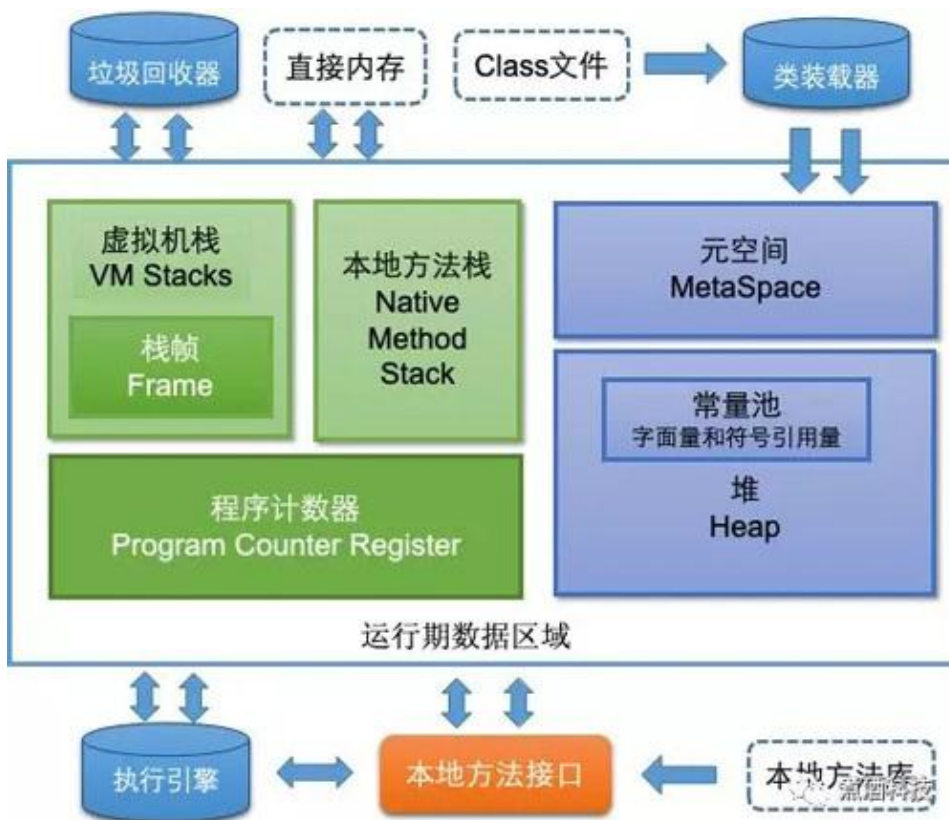 垃圾回收器
直接内存
Class文件
类装载器
虚拟机栈
VM Stacks
栈帧
Frame
本地方法栈
Native
Method
Stack
元空间
MetaSpace
常量池
字面量和符号引用量
堆
Heap
程序计数器
Program Counter Register
运行期数据区域
执行引擎
本地方法接口
本地方法库
煮酒科技